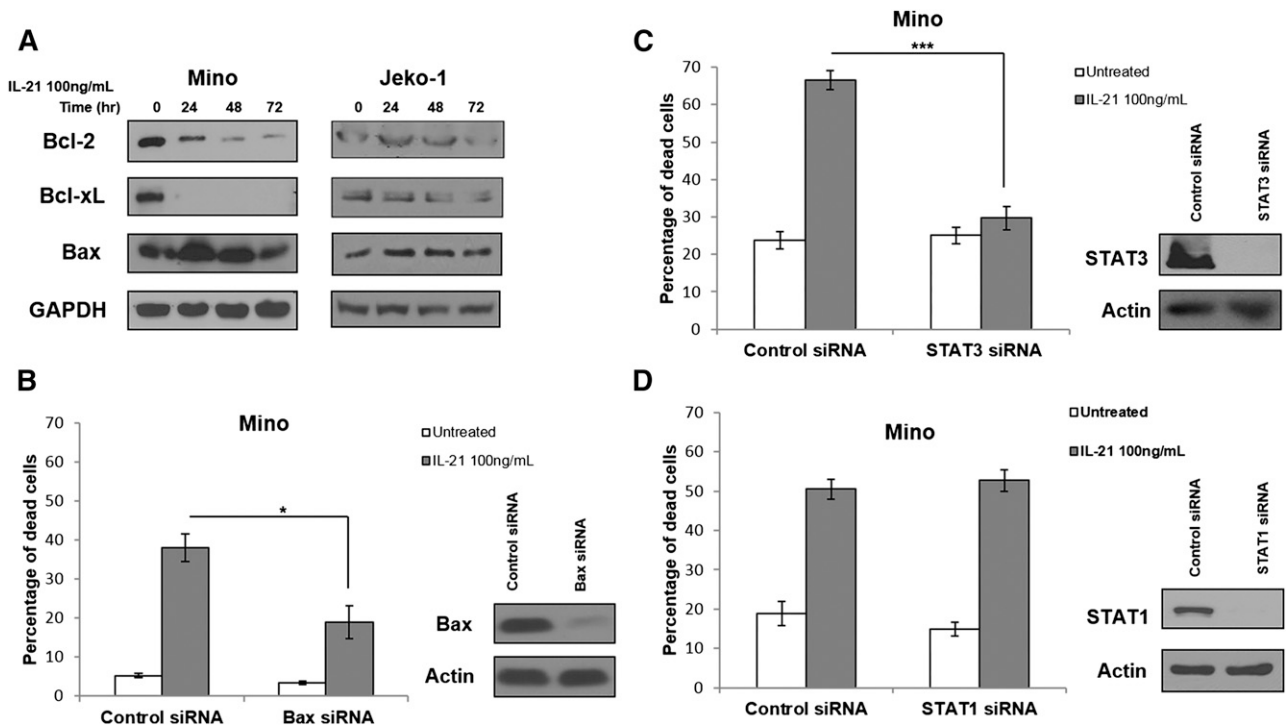 A
IL-21 100ng/mL
Mino
Jeko-1
Time (hr)
0 24 48 72
0 24 48 72
Bcl-2
Bcl-xL
Bax
GAPDH
B
Mino
Untreated
IL-21 100ng/mL
Percentage of dead cells
70
60
50
40
30
20
10
0
*
Control siRNA
Bax siRNA
Control siRNA
Bax siRNA
Bax
Actin
C
Mino
Untreated
IL-21 100ng/mL
Percentage of dead cells
70
60
50
40
30
20
10
0
***
Control siRNA
STAT3 siRNA
Control siRNA
STAT3 siRNA
STAT3
Actin
D
Mino
Untreated
IL-21 100ng/mL
Percentage of dead cells
70
60
50
40
30
20
10
0
Control siRNA
STAT1 siRNA
Control siRNA
STAT1 siRNA
STAT1
Actin